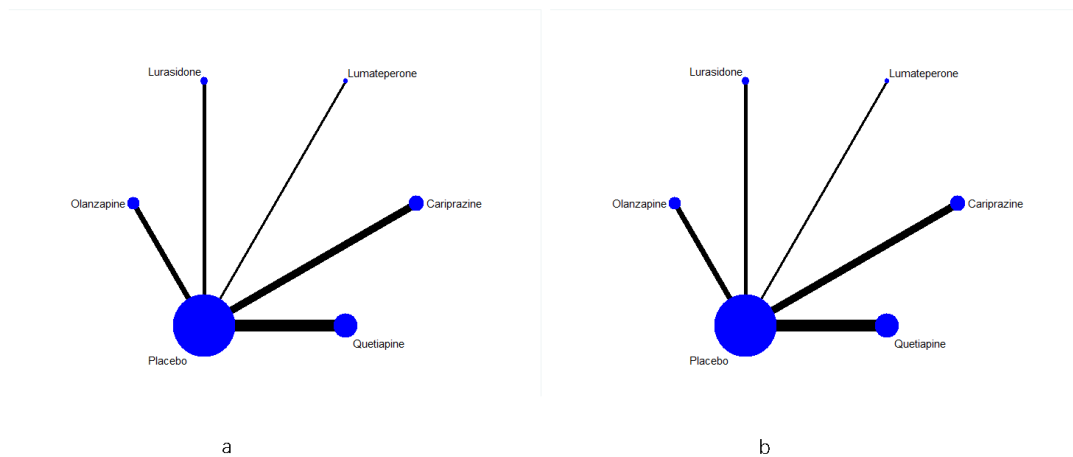 Lurasidone
Lumateperone
Olanzapine
Cariprazine
Quetiapine
Placebo
a
Lurasidone
Lumateperone
Olanzapine
Cariprazine
Quetiapine
Placebo
b